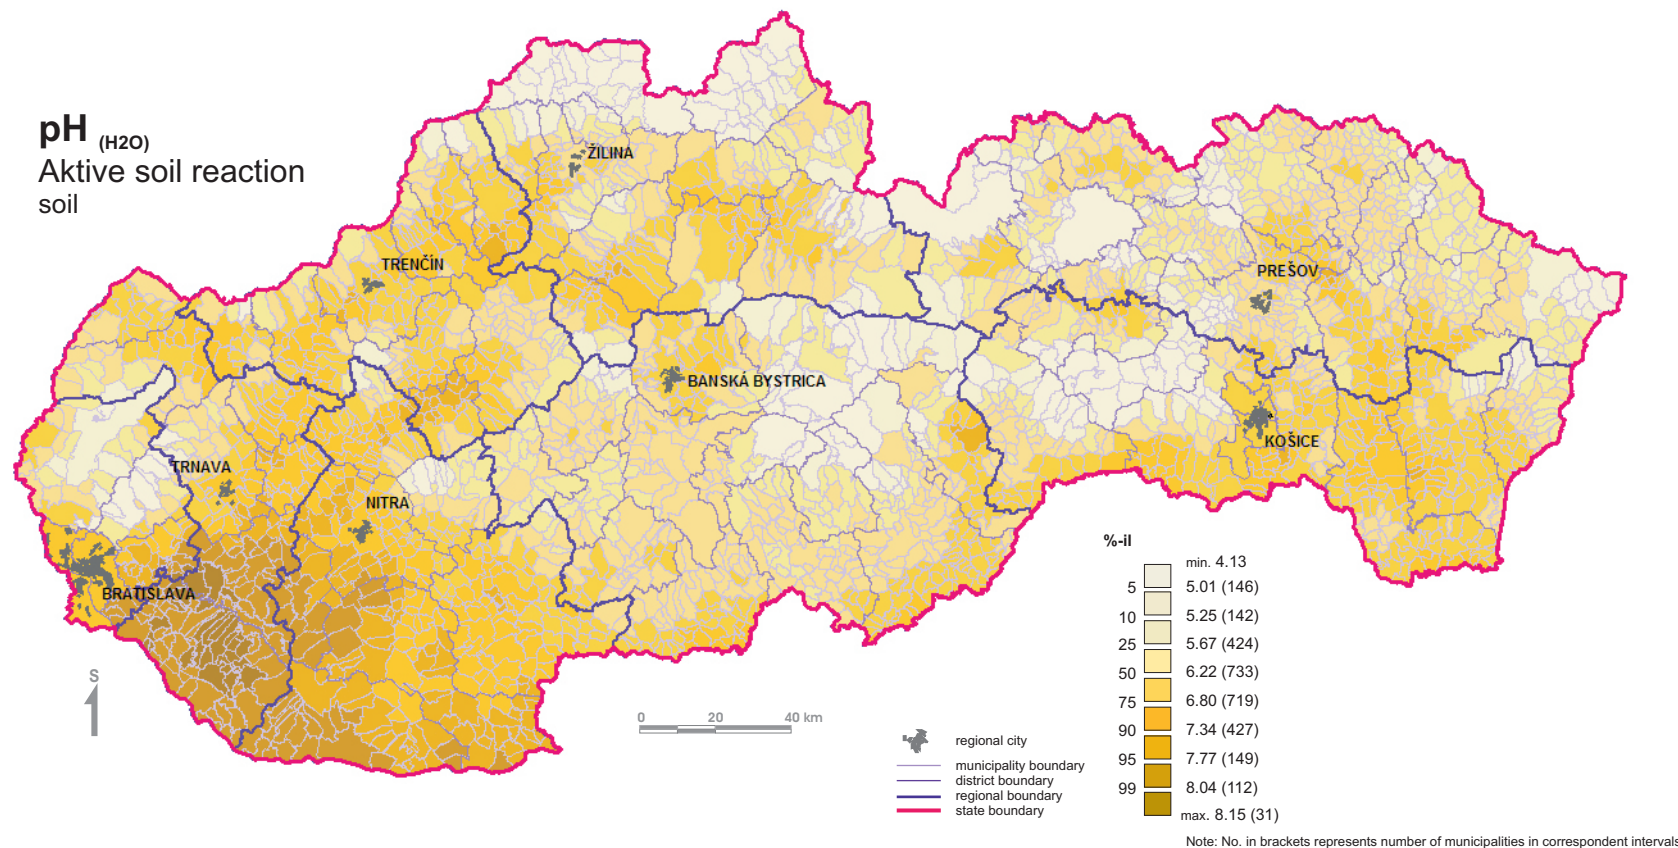 pH (H2O)
Aktive soil reaction
soil
ŽILINA
TRENČÍN
PREŠOV
BANSKÁ BYSTRICA
KOŠICE
TRNAVA
NITRA
BRATISLAVA
S
0 20 40 km
regional city
municipality boundary
district boundary
regional boundary
state boundary
%-il
min. 4.13
5 5.01 (146)
10 5.25 (142)
25 5.67 (424)
50 6.22 (733)
75 6.80 (719)
90 7.34 (427)
95 7.77 (149)
99 8.04 (112)
max. 8.15 (31)
Note: No. in brackets represents number of municipalities in correspondent intervals